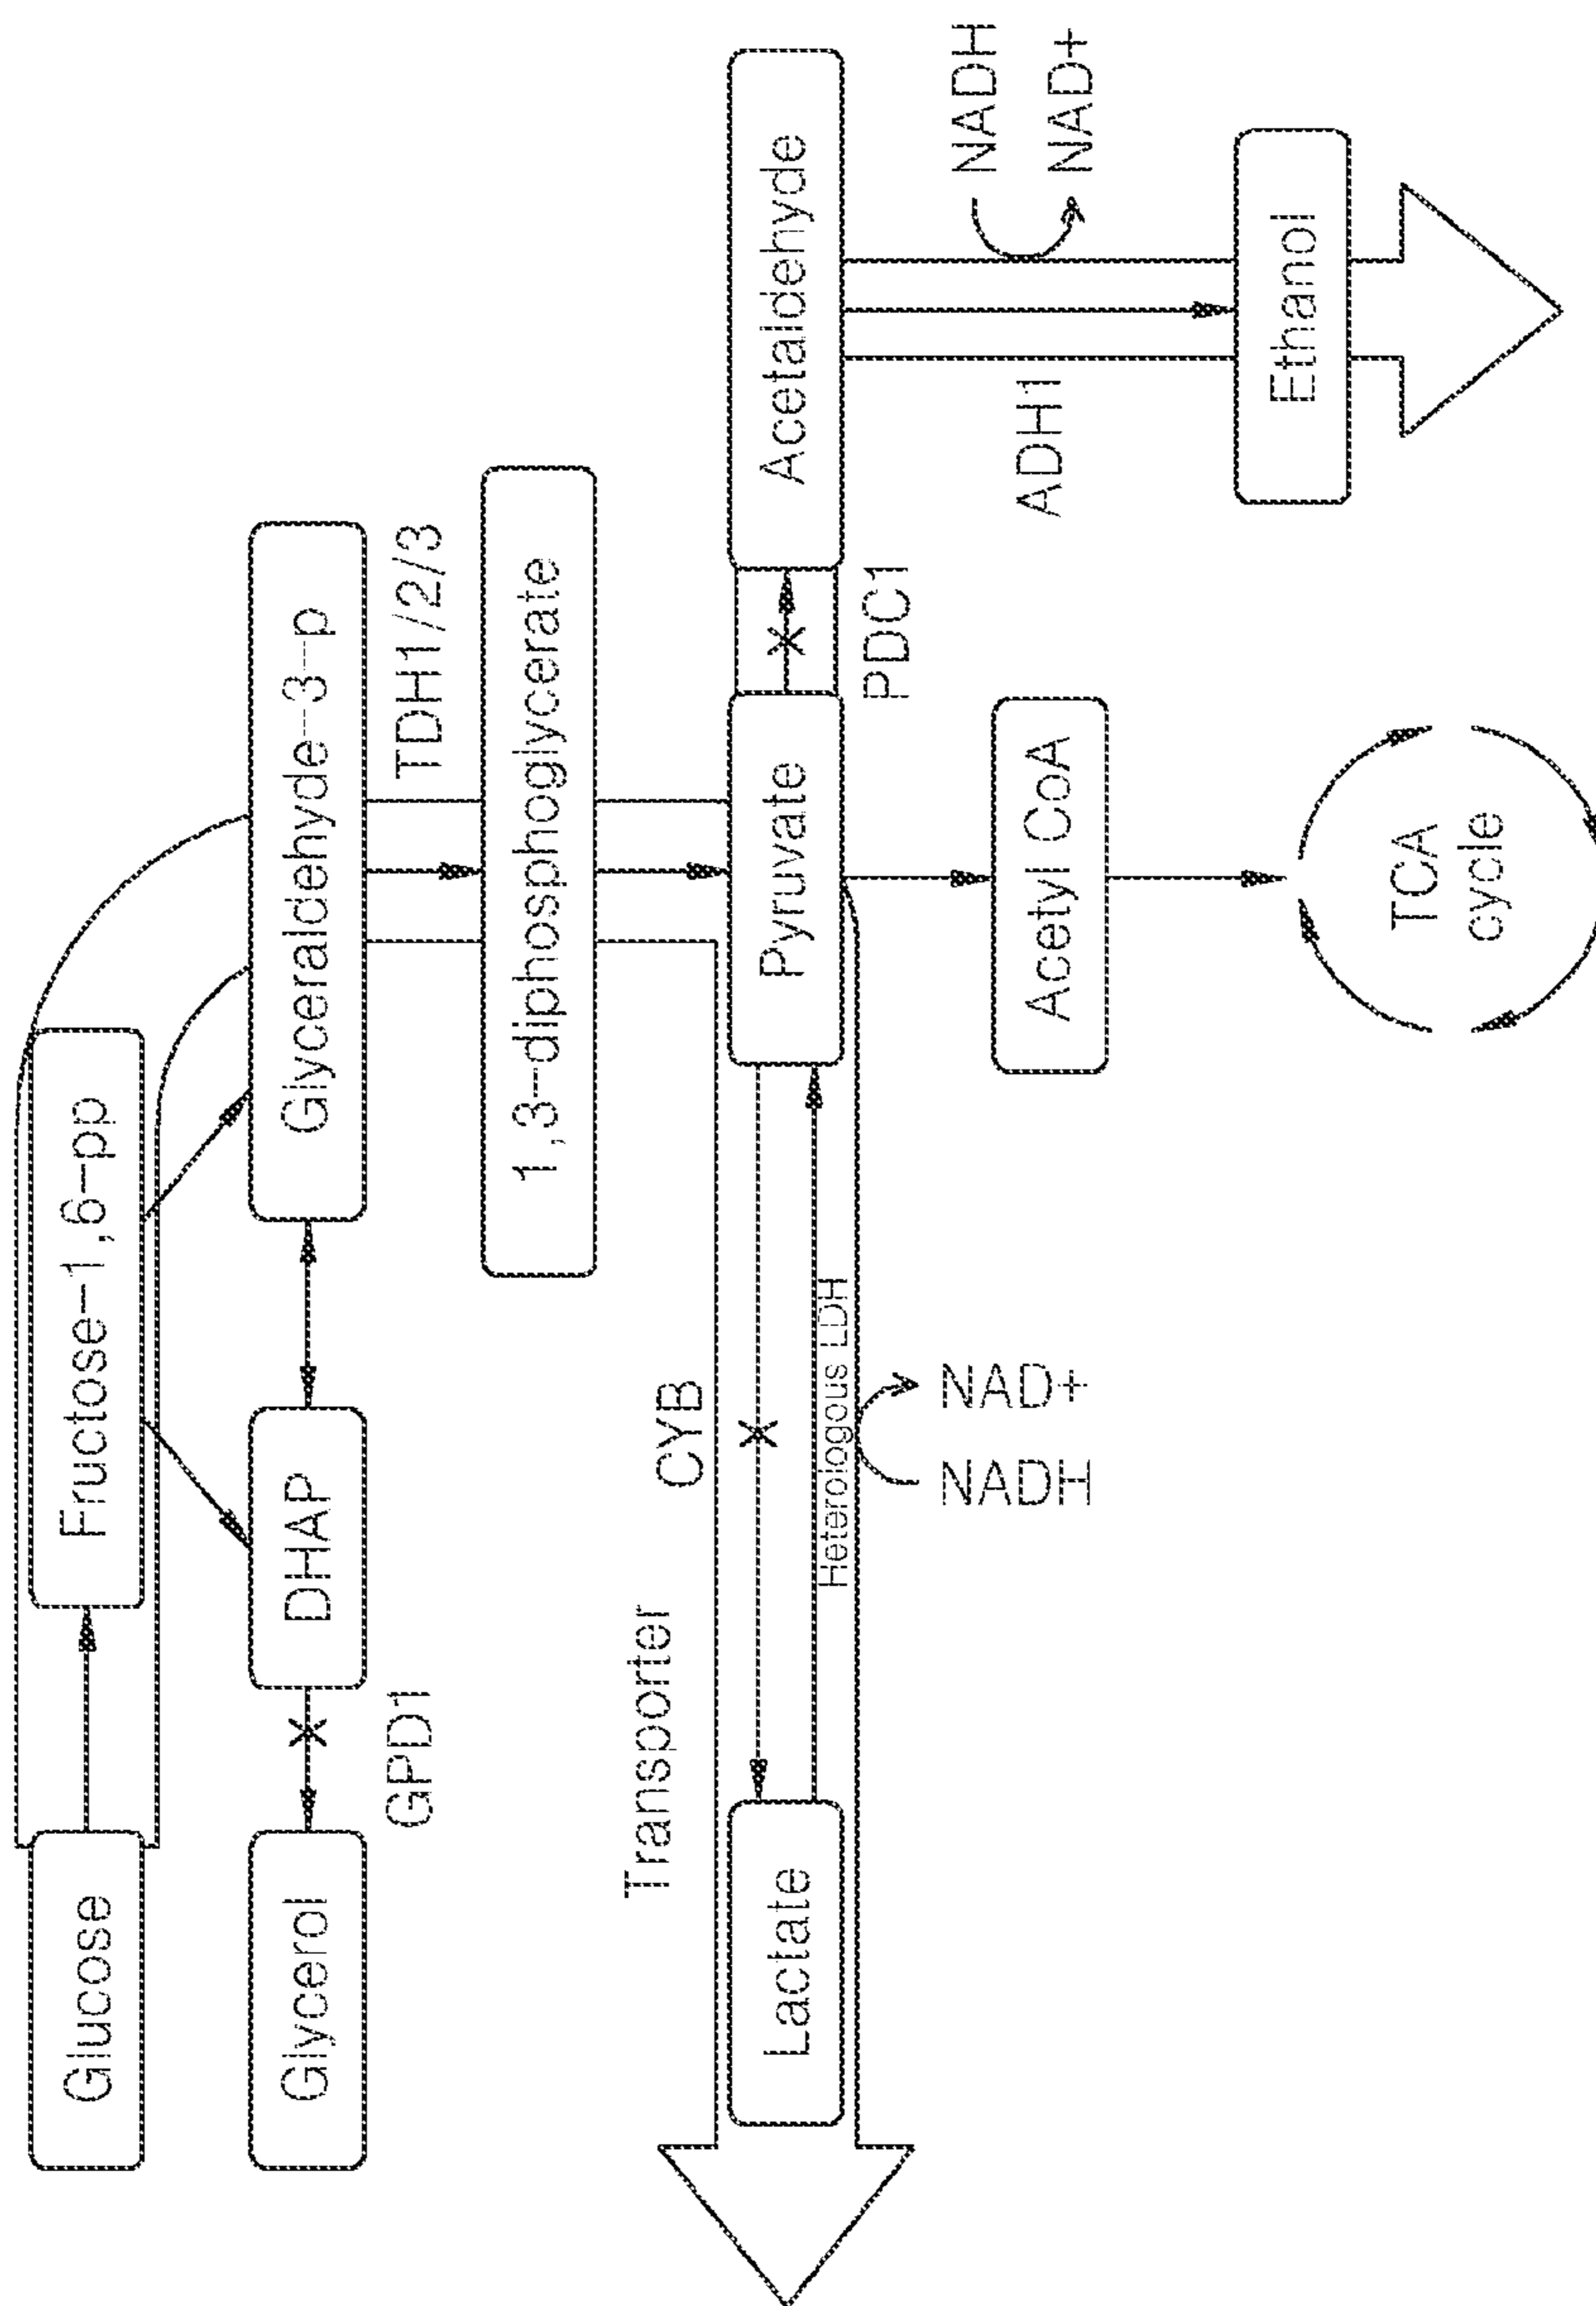 Glucose
Fructose-1,6-pp
Glycerol
DHAP
Glyceraldehyde-3-p
GPD1
TDH1/2/3
1,3-diphosphoglycerate
Transporter
CYB
Lactate
Pyruvate
Acetaldehyde
Heterologous LDH
PDC1
NADH
NAD+
NADH
NAD+
ADH1
Acetyl CoA
Ethanol
TCA
cycle